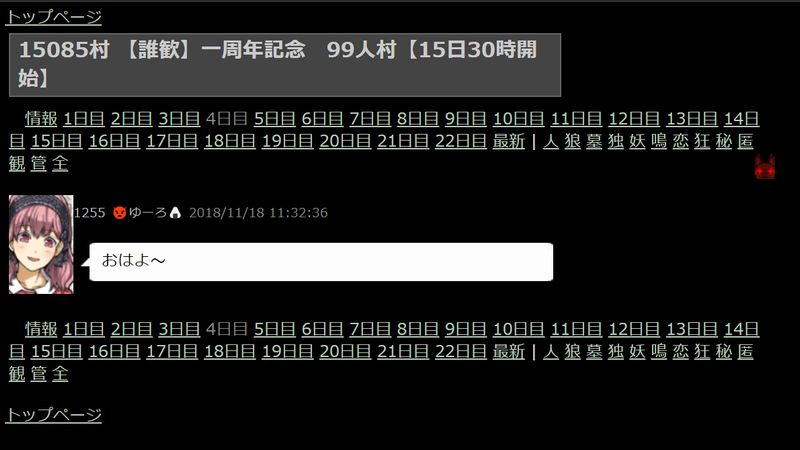 トップページ
15085村 【誰歓】一周年記念　99人村【15日30時開
始】
情報 1日目 2日目 3日目 4日目 5日目 6日目 7日目 8日目 9日目 10日目 11日目 12日目 13日目 14日
目 15日目 16日目 17日目 18日目 19日目 20日目 21日目 22日目 最新 | 人 狼 墓 独 妖 鳴 恋 狂 秘 匿
観 管 全
1255 👿ゆーろ🍙 2018/11/18 11:32:36
おはよ～
情報 1日目 2日目 3日目 4日目 5日目 6日目 7日目 8日目 9日目 10日目 11日目 12日目 13日目 14日
目 15日目 16日目 17日目 18日目 19日目 20日目 21日目 22日目 最新 | 人 狼 墓 独 妖 鳴 恋 狂 秘 匿
観 管 全
トップページ